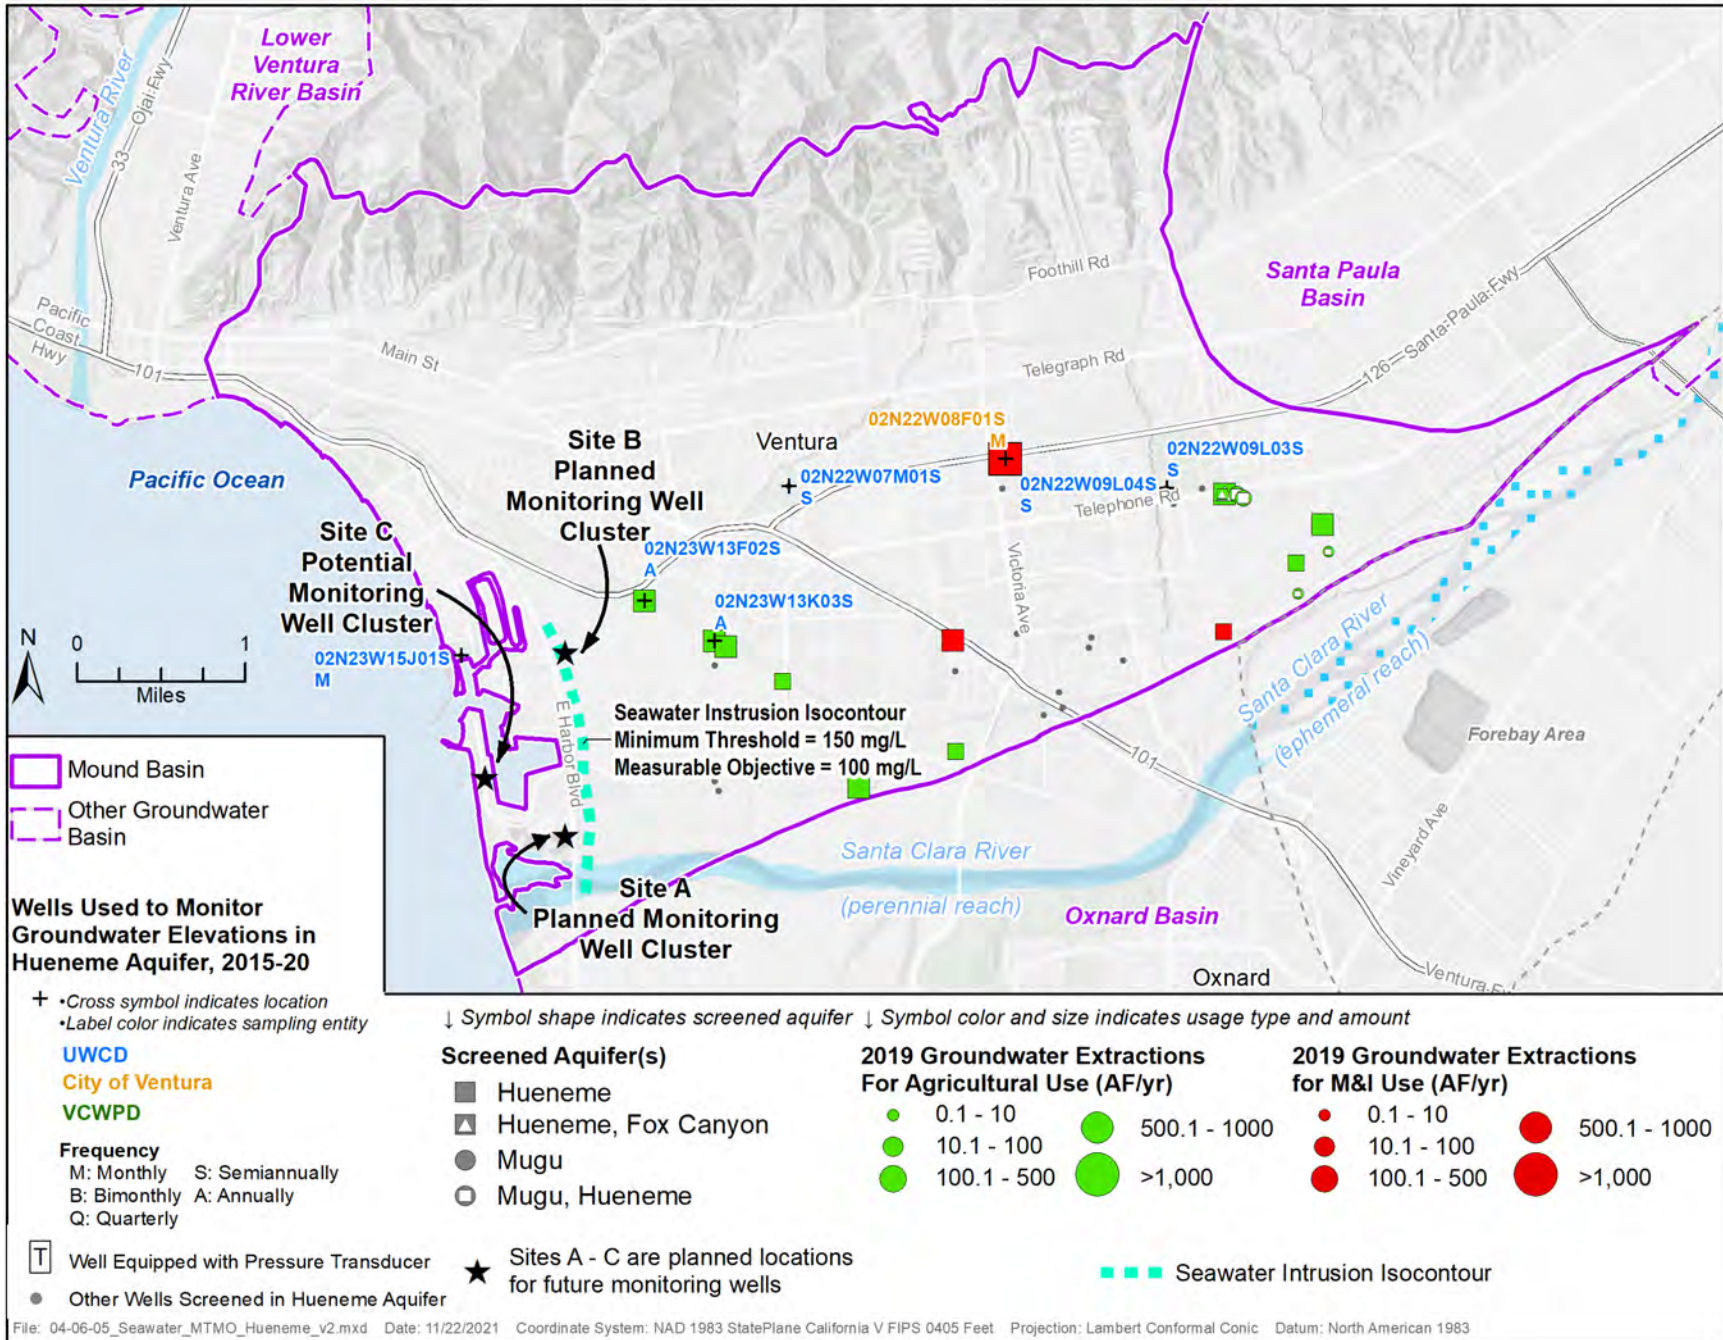 Lower
Ventura
River Basin
Ventura River
Ojai-Fwy
33
Ventura Ave
Foothill Rd
Santa Paula
Basin
Pacific
Coast
Hwy
101
Main St
Telegraph Rd
126
Santa-Paula-Fwy
Pacific Ocean
Site B
Planned
Monitoring Well
Cluster
Ventura
02N22W08F01S
M
02N22W07M01S
S
02N22W09L04S
S
02N22W09L03S
S
Telephone Rd
Site C
Potential
Monitoring
Well Cluster
02N23W13F02S
A
02N23W13K03S
A
Victoria Ave
02N23W15J01S
M
N
0 1
Miles
E Harbor Blvd
Seawater Instrusion Isocontour
Minimum Threshold = 150 mg/L
Measurable Objective = 100 mg/L
101
Santa Clara River
(ephemeral reach)
Forebay Area
Vineyard Ave
Santa Clara River
(perennial reach)
Oxnard Basin
Site A
Planned Monitoring
Well Cluster
Oxnard
Mound Basin
Other Groundwater
Basin
Wells Used to Monitor
Groundwater Elevations in
Hueneme Aquifer, 2015-20
•Cross symbol indicates location
•Label color indicates sampling entity
UWCD
City of Ventura
VCWPD
Frequency
M: Monthly S: Semiannually
B: Bimonthly A: Annually
Q: Quarterly
T Well Equipped with Pressure Transducer
Other Wells Screened in Hueneme Aquifer
↓ Symbol shape indicates screened aquifer
Screened Aquifer(s)
Hueneme
Hueneme, Fox Canyon
Mugu
Mugu, Hueneme
Sites A - C are planned locations
for future monitoring wells
↓ Symbol color and size indicates usage type and amount
2019 Groundwater Extractions
For Agricultural Use (AF/yr)
0.1 - 10
10.1 - 100
100.1 - 500
500.1 - 1000
>1,000
2019 Groundwater Extractions
for M&I Use (AF/yr)
0.1 - 10
10.1 - 100
100.1 - 500
500.1 - 1000
>1,000
Seawater Intrusion Isocontour
File: 04-06-05_Seawater_MTMO_Hueneme_v2.mxd Date: 11/22/2021 Coordinate System: NAD 1983 StatePlane California V FIPS 0405 Feet Projection: Lambert Conformal Conic Datum: North American 1983